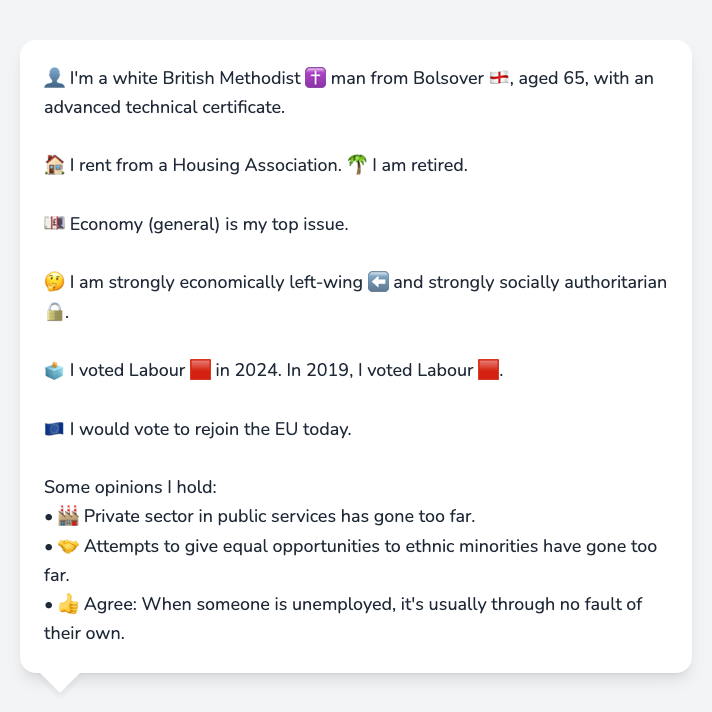 👤 I'm a white British Methodist ✝️ man from Bolsover 🏴󠁧󠁢󠁥󠁮󠁧󠁿, aged 65, with an
advanced technical certificate.
🏠 I rent from a Housing Association. 🌴 I am retired.
💷 Economy (general) is my top issue.
🤔 I am strongly economically left-wing ⬅️ and strongly socially authoritarian
🔒.
🗳️ I voted Labour 🟥 in 2024. In 2019, I voted Labour 🟥.
🇪🇺 I would vote to rejoin the EU today.
Some opinions I hold:
• 🏭 Private sector in public services has gone too far.
• 🤝 Attempts to give equal opportunities to ethnic minorities have gone too
far.
• 👍 Agree: When someone is unemployed, it's usually through no fault of
their own.